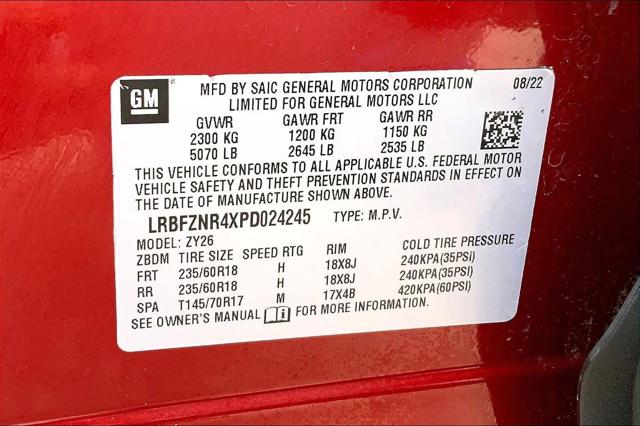 GM
MFD BY SAIC GENERAL MOTORS CORPORATION 08/22
LIMITED FOR GENERAL MOTORS LLC
GVWR GAWR FRT GAWR RR
2300 KG 1200 KG 1150 KG
5070 LB 2645 LB 2535 LB
THIS VEHICLE CONFORMS TO ALL APPLICABLE U.S. FEDERAL MOTOR
VEHICLE SAFETY AND THEFT PREVENTION STANDARDS IN EFFECT ON
THE DATE OF MANUFACTURE SHOWN ABOVE.
LRBFZNR4XPD024245 TYPE: M.P.V.
MODEL: ZY26
ZBDM TIRE SIZE SPEED RTG RIM COLD TIRE PRESSURE
FRT 235/60R18 H 18X8J 240KPA(35PSI)
RR 235/60R18 H 18X8J 240KPA(35PSI)
SPA T145/70R17 M 17X4B 420KPA(60PSI)
SEE OWNER'S MANUAL i FOR MORE INFORMATION.